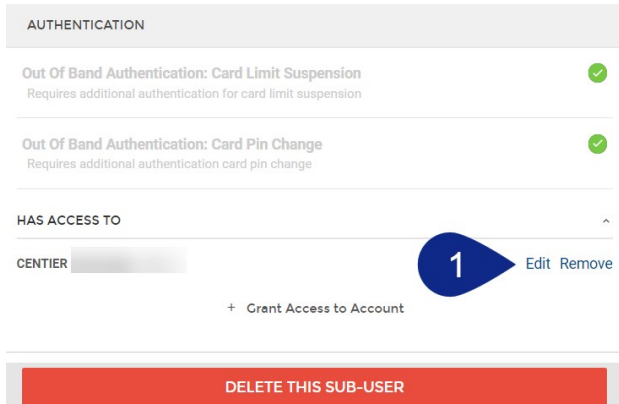 AUTHENTICATION
Out Of Band Authentication: Card Limit Suspension
Requires additional authentication for card limit suspension
Out Of Band Authentication: Card Pin Change
Requires additional authentication card pin change
HAS ACCESS TO
CENTIER 1 Edit Remove
+ Grant Access to Account
DELETE THIS SUB-USER